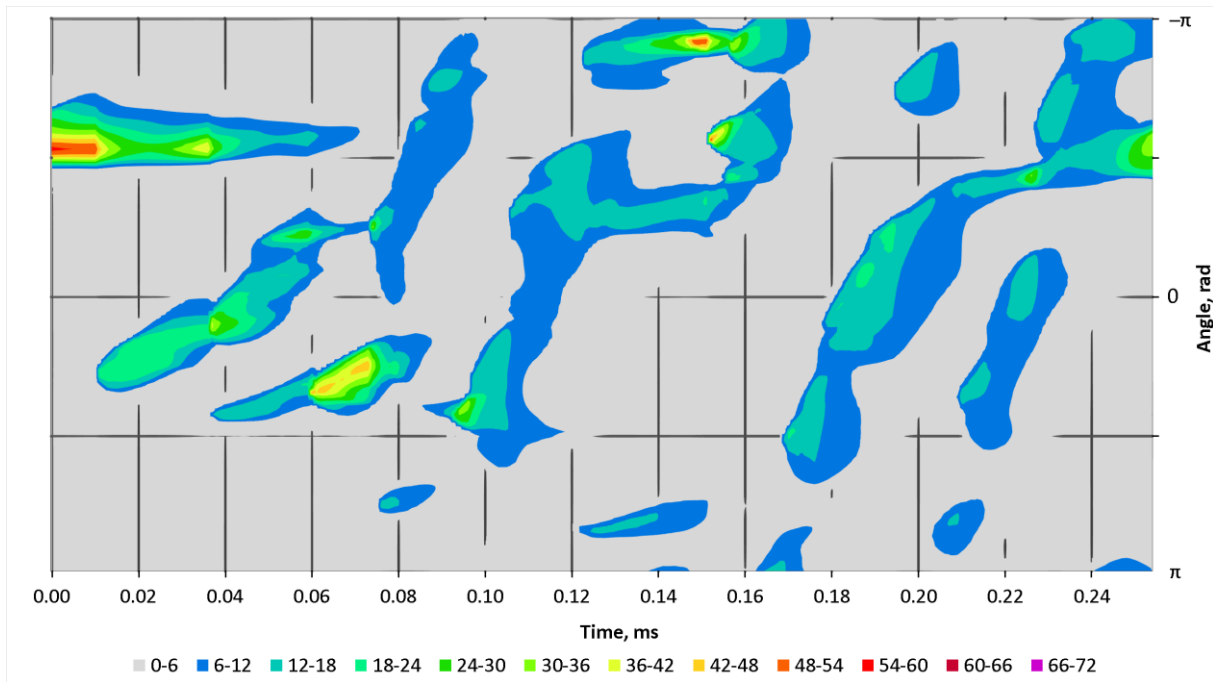 –π
0
Angle, rad
π
0.00 0.02 0.04 0.06 0.08 0.10 0.12 0.14 0.16 0.18 0.20 0.22 0.24
Time, ms
0-6 6-12 12-18 18-24 24-30 30-36 36-42 42-48 48-54 54-60 60-66 66-72